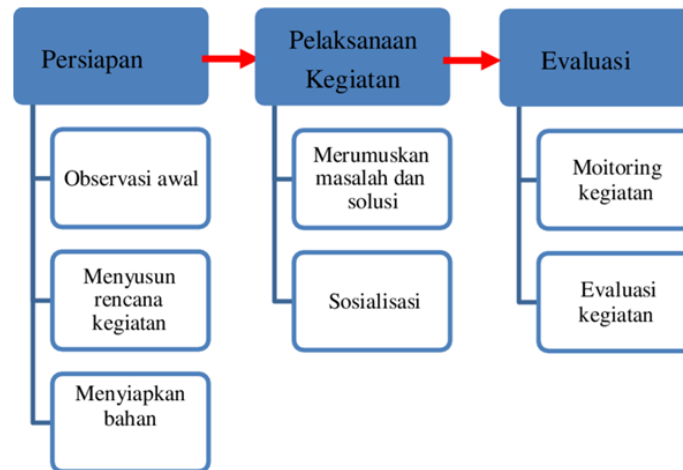 Persiapan
Observasi awal
Menyusun
rencana
kegiatan
Menyiapkan
bahan
Pelaksanaan
Kegiatan
Merumuskan
masalah dan
solusi
Sosialisasi
Evaluasi
Moitoring
kegiatan
Evaluasi
kegiatan